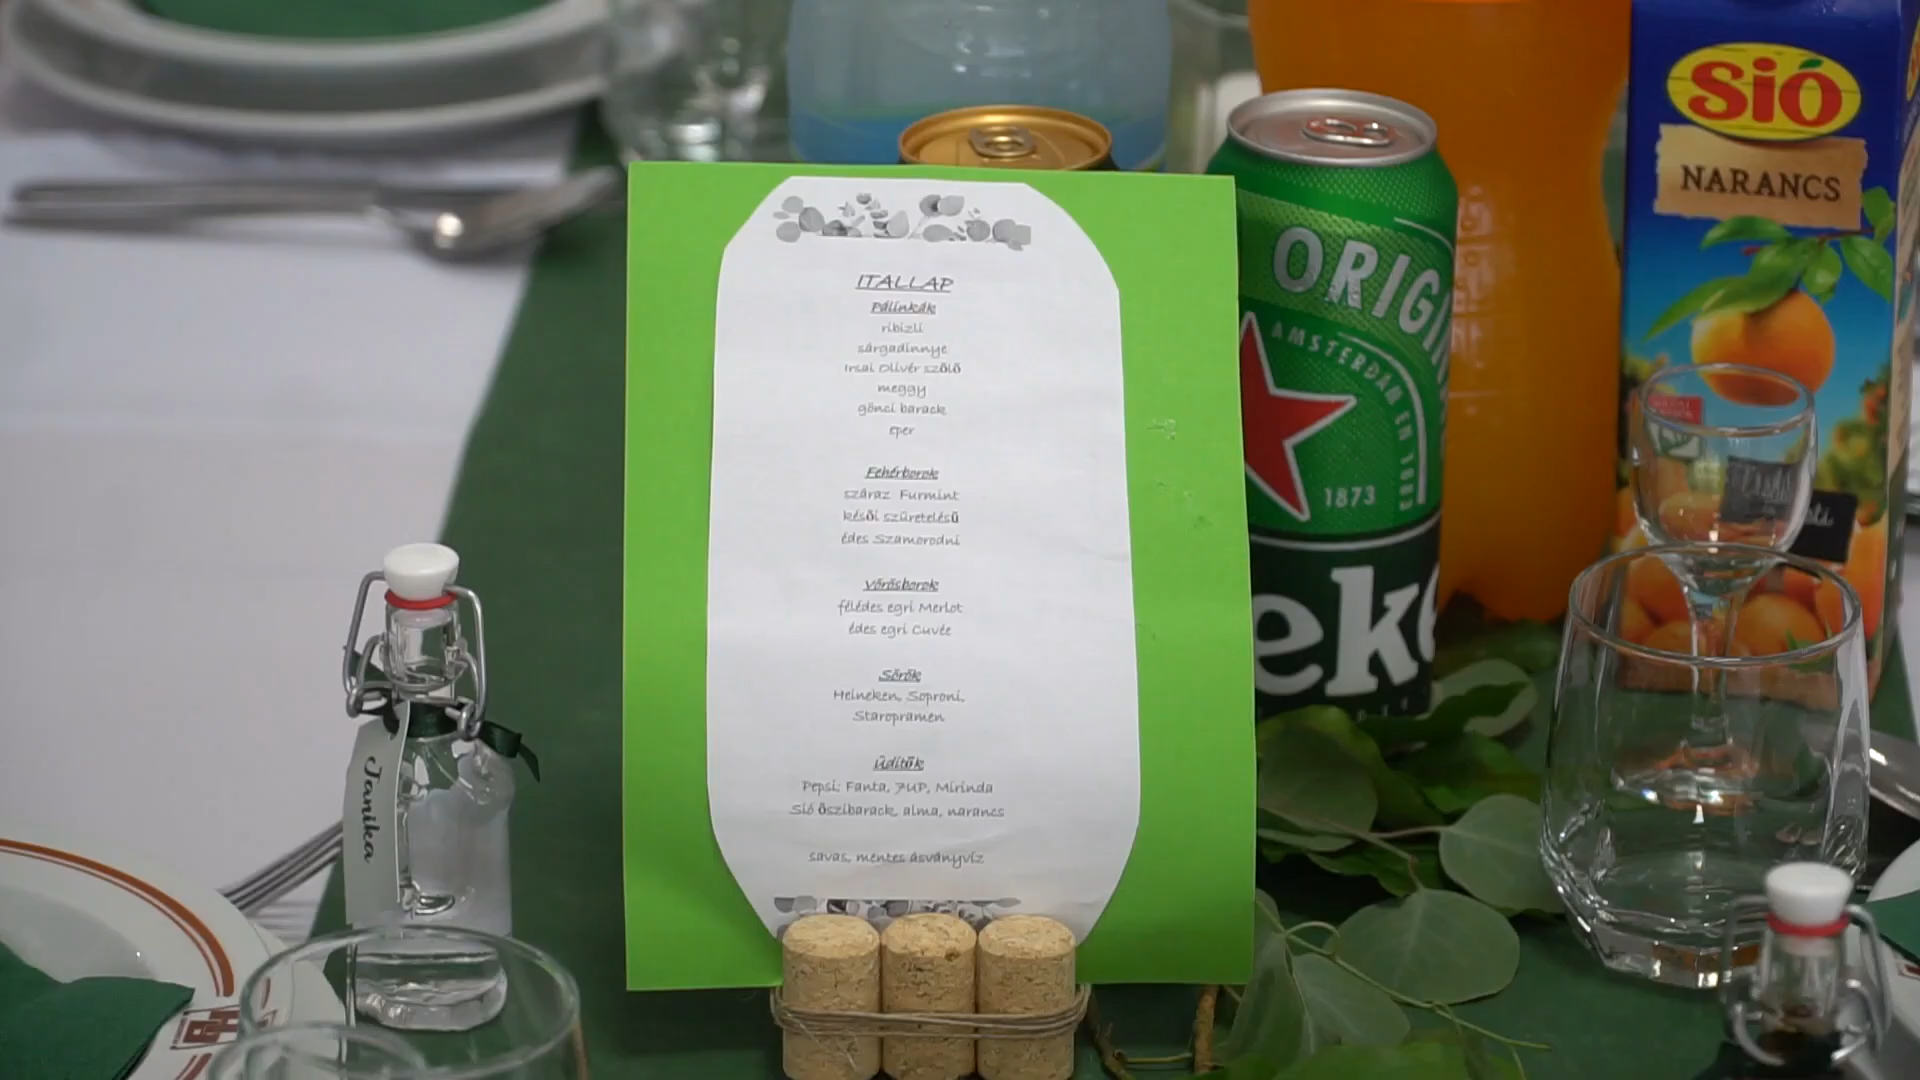 ITALLAP
Pálinkák
ribizli
sárgadinnye
Irsai Olivér szőlő
meggy
gönci barack
eper
Fehérborok
száraz Furmint
késői szüretelésű
édes Szamorodni
Vörösborok
félédes egri Merlot
édes egri Cuvée
Sörök
Heineken, Soproni,
Staropramen
Üdítők
Pepsi; Fanta, 7UP, Mirinda
Sió őszibarack, alma, narancs
savas, mentes ásványvíz
Janika
ORIGI
AMSTERDAM EN 1883
1873
eke
Sió
NARANCS